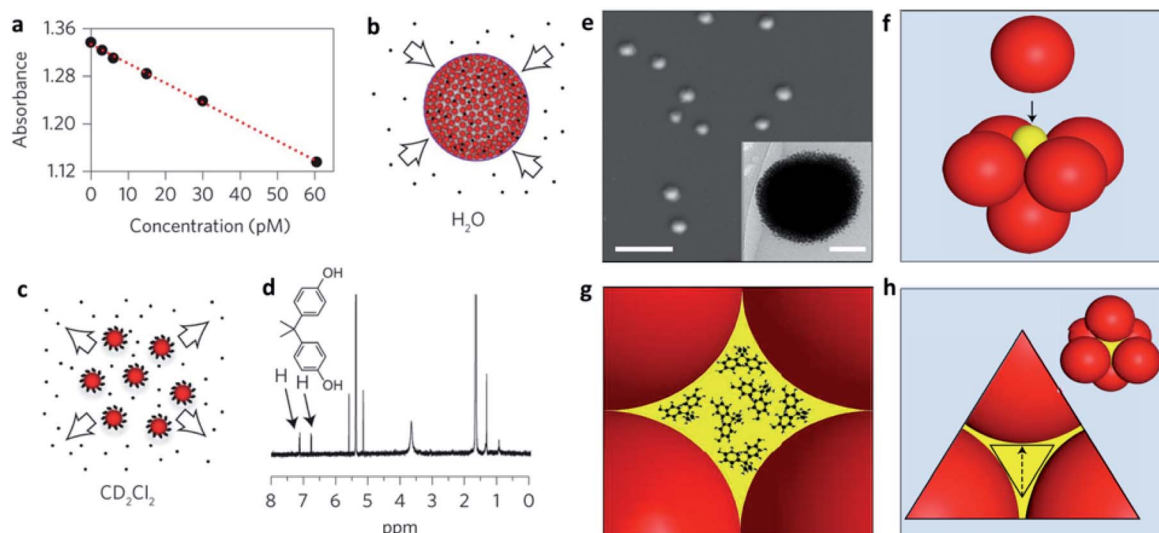 a
1.36
1.28
1.20
1.12
Absorbance
0 10 20 30 40 50 60
Concentration (pM)
b
H₂O
c
CD₂Cl₂
d
OH
OH
H
H
8 7 6 5 4 3 2 1 0
ppm
e
f
g
h